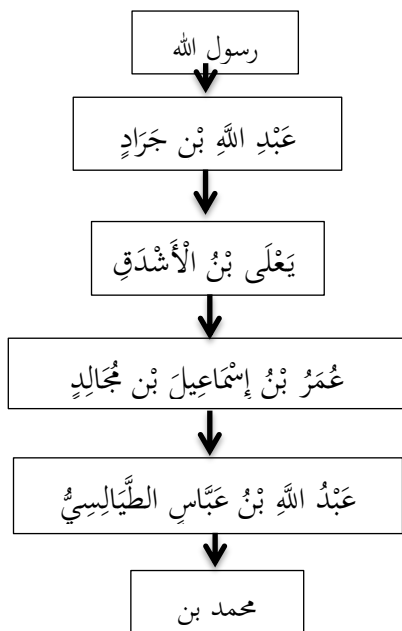 رسول الله
عَبْدِ اللَّهِ بْن جَرَادٍ
يَعْلَى بْنُ الْأَشْدَقِ
عُمَرُ بْنُ إِسْمَاعِيلَ بْن مُجَالِدٍ
عَبْدُ اللَّهِ بْنُ عَبَّاسِ الطَّيَالِسِيُّ
محمد بن